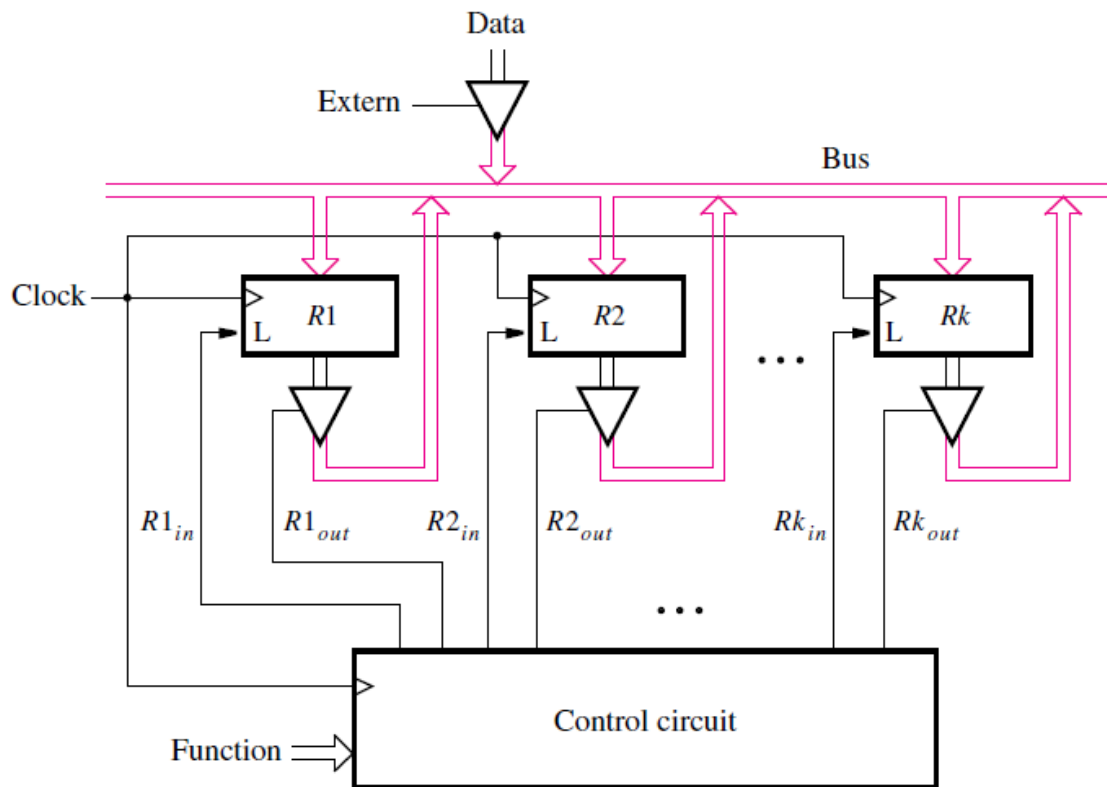 Data
Extern
Bus
Clock
R1 R2 Rk
L L L
...
R1in R1out R2in R2out Rkin Rkout
...
Control circuit
Function